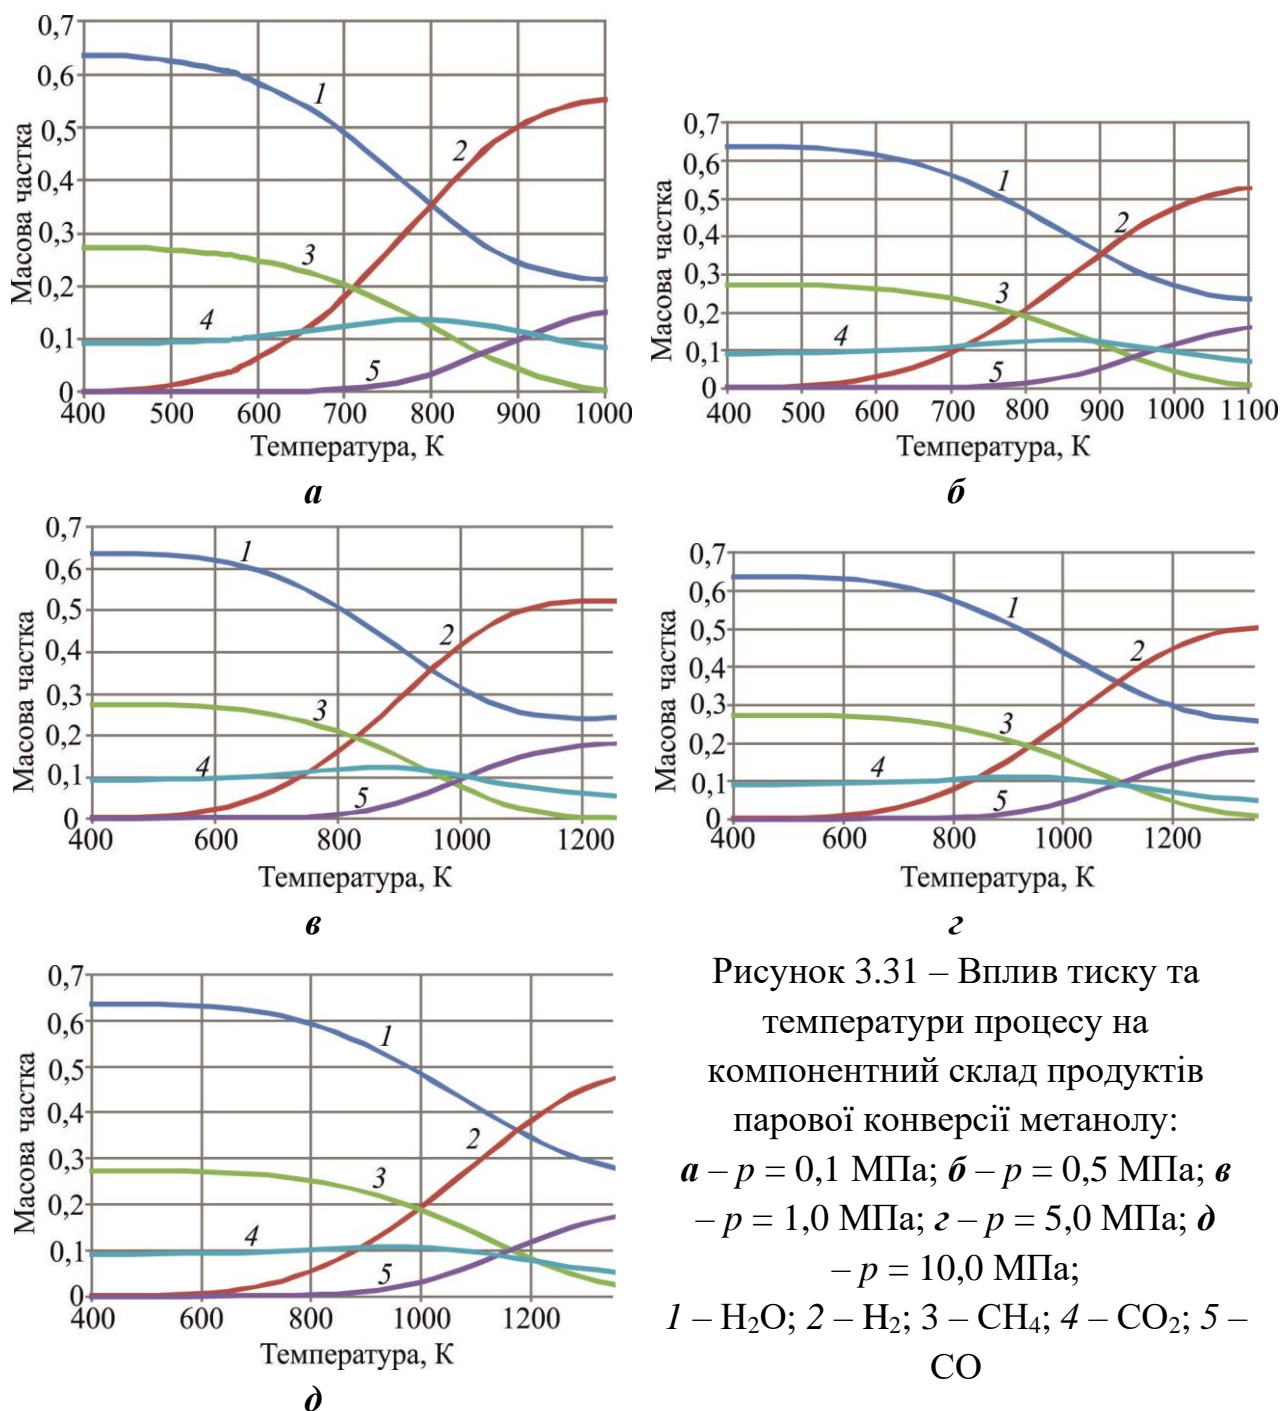 0,7
0,6
0,5
0,4
0,3
0,2
0,1
0
Масова частка
1
2
3
4
5
400 500 600 700 800 900 1000
Температура, К
а
0,7
0,6
0,5
0,4
0,3
0,2
0,1
0
Масова частка
1
2
3
4
5
400 500 600 700 800 900 1000 1100
Температура, К
б
0,7
0,6
0,5
0,4
0,3
0,2
0,1
0
Масова частка
1
2
3
4
5
400 600 800 1000 1200
Температура, К
в
0,7
0,6
0,5
0,4
0,3
0,2
0,1
0
Масова частка
1
2
3
4
5
400 600 800 1000 1200
Температура, К
г
0,7
0,6
0,5
0,4
0,3
0,2
0,1
0
Масова частка
1
2
3
4
5
400 600 800 1000 1200
Температура, К
д
Рисунок 3.31 – Вплив тиску та
температури процесу на
компонентний склад продуктів
парової конверсії метанолу:
а – p = 0,1 МПа; б – p = 0,5 МПа; в
– p = 1,0 МПа; г – p = 5,0 МПа; д
– p = 10,0 МПа;
1 – H₂O; 2 – H₂; 3 – CH₄; 4 – CO₂; 5 –
CO